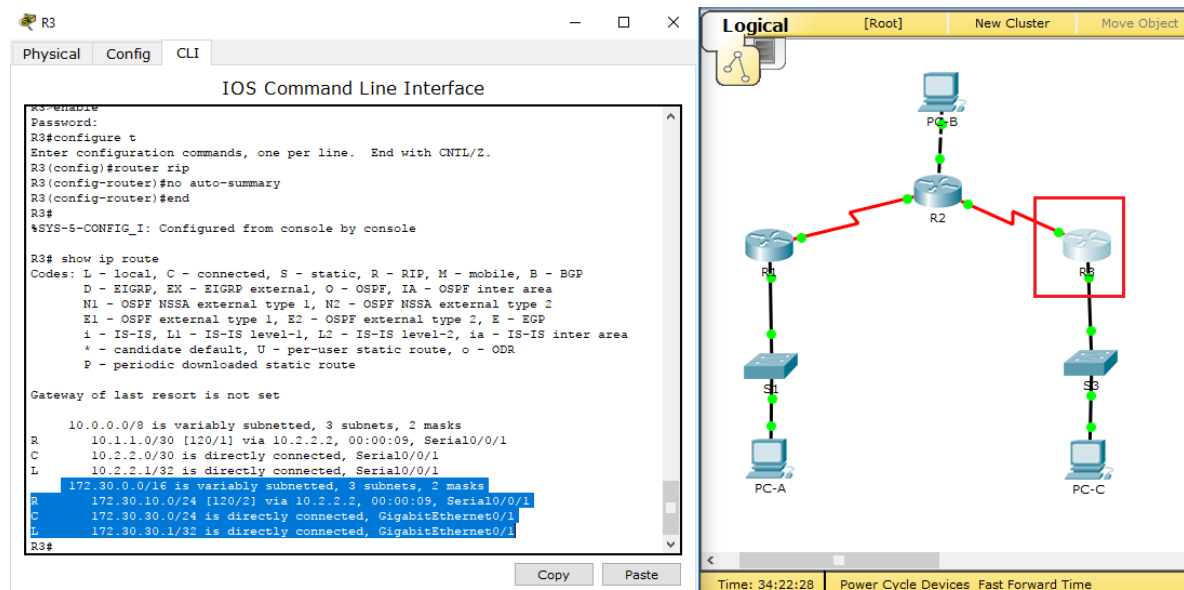 R3
Physical Config CLI
IOS Command Line Interface
R3>enable
Password:
R3#configure t
Enter configuration commands, one per line.  End with CNTL/Z.
R3(config)#router rip
R3(config-router)#no auto-summary
R3(config-router)#end
R3#
%SYS-5-CONFIG_I: Configured from console by console
R3# show ip route
Codes: L - local, C - connected, S - static, R - RIP, M - mobile, B - BGP
D - EIGRP, EX - EIGRP external, O - OSPF, IA - OSPF inter area
N1 - OSPF NSSA external type 1, N2 - OSPF NSSA external type 2
E1 - OSPF external type 1, E2 - OSPF external type 2, E - EGP
i - IS-IS, L1 - IS-IS level-1, L2 - IS-IS level-2, ia - IS-IS inter area
* - candidate default, U - per-user static route, o - ODR
P - periodic downloaded static route
Gateway of last resort is not set
10.0.0.0/8 is variably subnetted, 3 subnets, 2 masks
R 10.1.1.0/30 [120/1] via 10.2.2.2, 00:00:09, Serial0/0/1
C 10.2.2.0/30 is directly connected, Serial0/0/1
L 10.2.2.1/32 is directly connected, Serial0/0/1
172.30.0.0/16 is variably subnetted, 3 subnets, 2 masks
R 172.30.10.0/24 [120/2] via 10.2.2.2, 00:00:09, Serial0/0/1
C 172.30.30.0/24 is directly connected, GigabitEthernet0/1
L 172.30.30.1/32 is directly connected, GigabitEthernet0/1
R3#
Copy Paste
Logical [Root] New Cluster Move Object
PC-B
R2
R1
R3
S1
S3
PC-A
PC-C
Time: 34:22:28 Power Cycle Devices Fast Forward Time